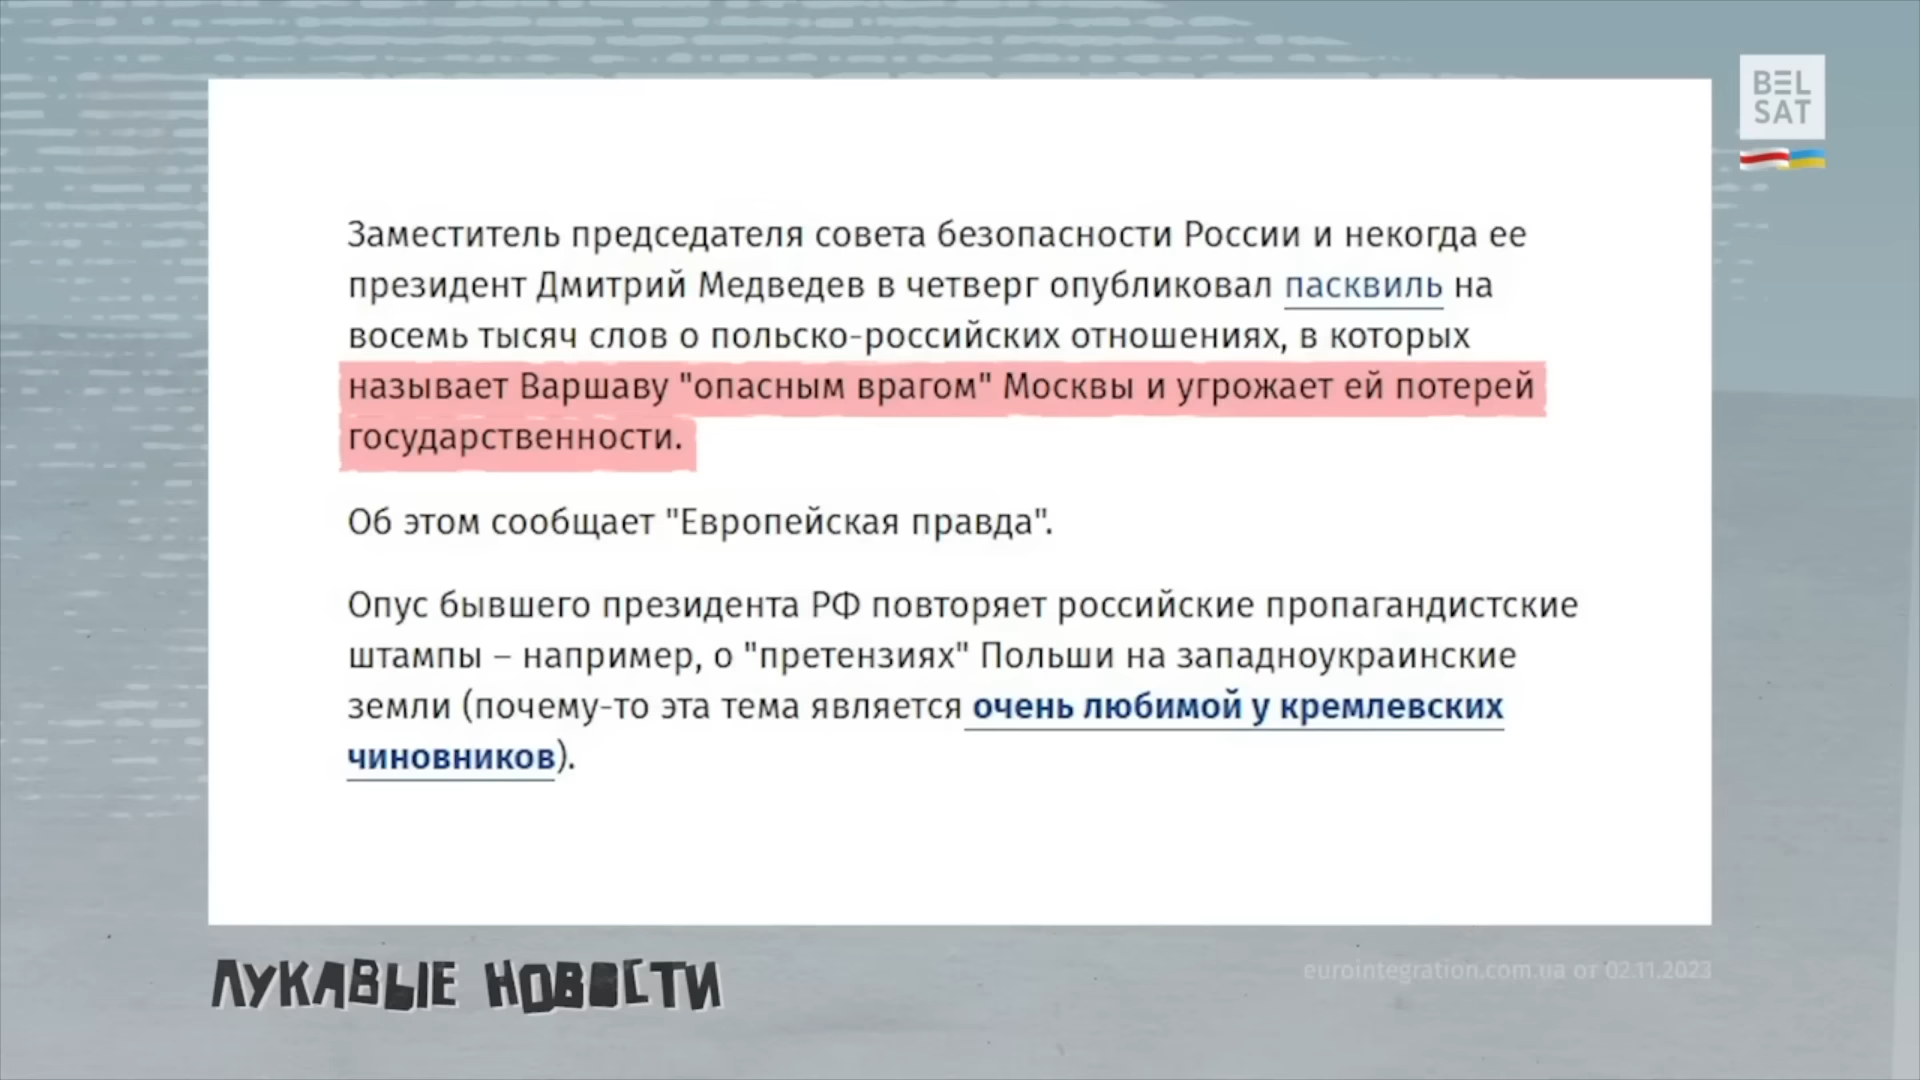 BEL
SAT
Заместитель председателя совета безопасности России и некогда ее
президент Дмитрий Медведев в четверг опубликовал пасквиль на
восемь тысяч слов о польско-российских отношениях, в которых
называет Варшаву "опасным врагом" Москвы и угрожает ей потерей
государственности.
Об этом сообщает "Европейская правда".
Опус бывшего президента РФ повторяет российские пропагандистские
штампы – например, о "претензиях" Польши на западноукраинские
земли (почему-то эта тема является очень любимой у кремлевских
чиновников).
ЛУКАВЫЕ НОВОСТИ
eurointegration.com.ua от 02.11.2023